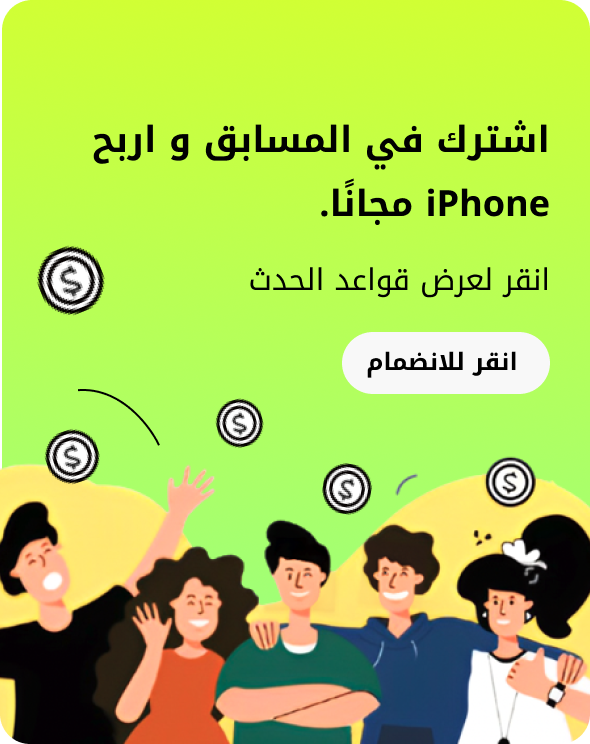 اشترك في المسابق و اربح
iPhone مجانًا.
انقر لعرض قواعد الحدث
انقر للانضمام
$
$
$
$
$